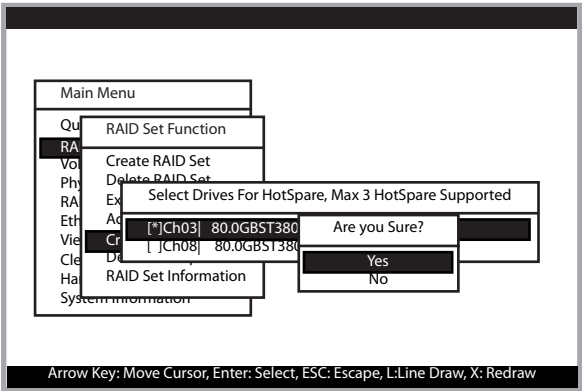 Main Menu
Qu
RAID Set Function
RA
Vol
Create RAID Set
Phy
Delete RAID Set
Select Drives For HotSpare, Max 3 HotSpare Supported
RA
Ex
Eth
Ac
[*]Ch03| 80.0GBST380
Are you Sure?
Vie
Cr
[ ]Ch08| 80.0GBST380
Cle
De
Yes
Ha
RAID Set Information
No
System Information
Arrow Key: Move Cursor, Enter: Select, ESC: Escape, L:Line Draw, X: Redraw